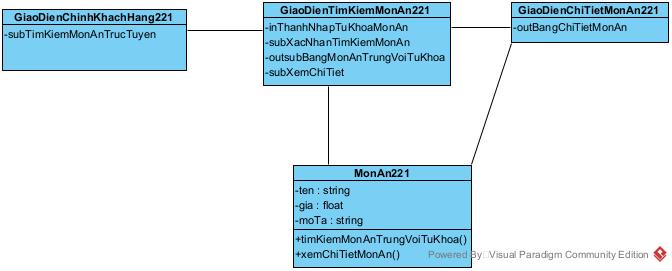 GiaoDienChinhKhachHang221
-subTimKiemMonAnTrucTuyen
GiaoDienTimKiemMonAn221
-inThanhNhapTuKhoaMonAn
-subXacNhanTimKiemMonAn
-outsubBangMonAnTrungVoiTuKhoa
-subXemChiTiet
GiaoDienChiTietMonAn221
-outBangChiTietMonAn
MonAn221
-ten : string
-gia : float
-moTa : string
+timKiemMonAnTrungVoiTuKhoa()
+xemChiTietMonAn()
Powered By Visual Paradigm Community Edition